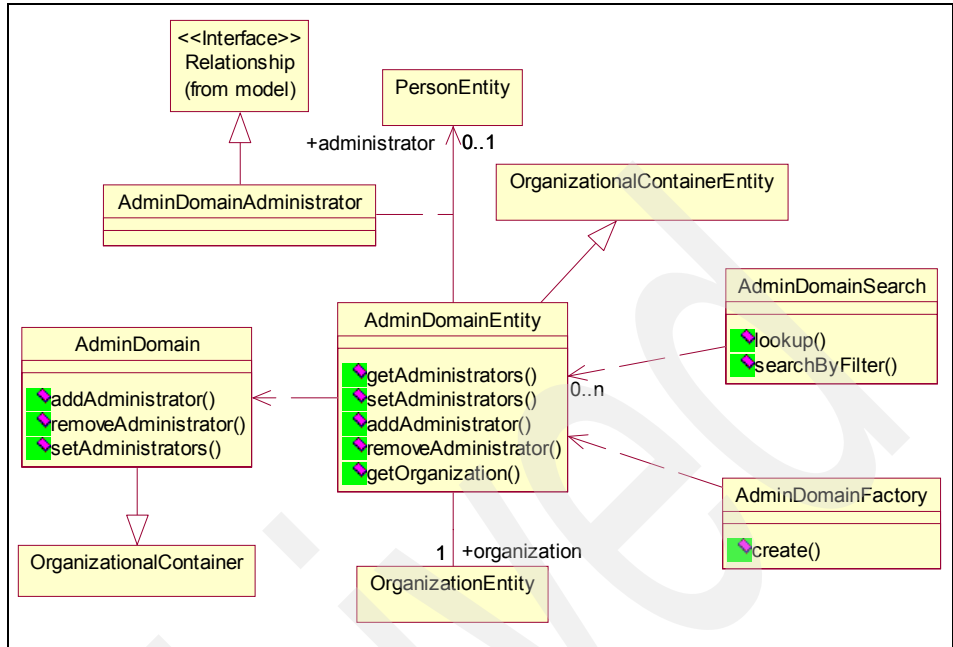 <<Interface>>
Relationship
(from model)
PersonEntity
+administrator
0..1
AdminDomainAdministrator
OrganizationalContainerEntity
AdminDomainSearch
lookup()
searchByFilter()
AdminDomainEntity
getAdministrators()
setAdministrators()
addAdministrator()
removeAdministrator()
getOrganization()
0..n
AdminDomain
addAdministrator()
removeAdministrator()
setAdministrators()
AdminDomainFactory
create()
OrganizationalContainer
1 +organization
OrganizationEntity